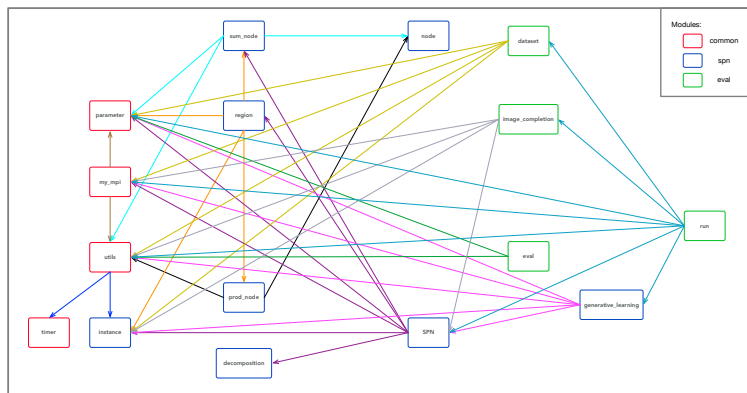 Modules:
common
spn
eval
sum_node
node
dataset
parameter
region
image_completion
my_mpi
run
utils
eval
prod_node
generative_learning
timer
instance
SPN
decomposition